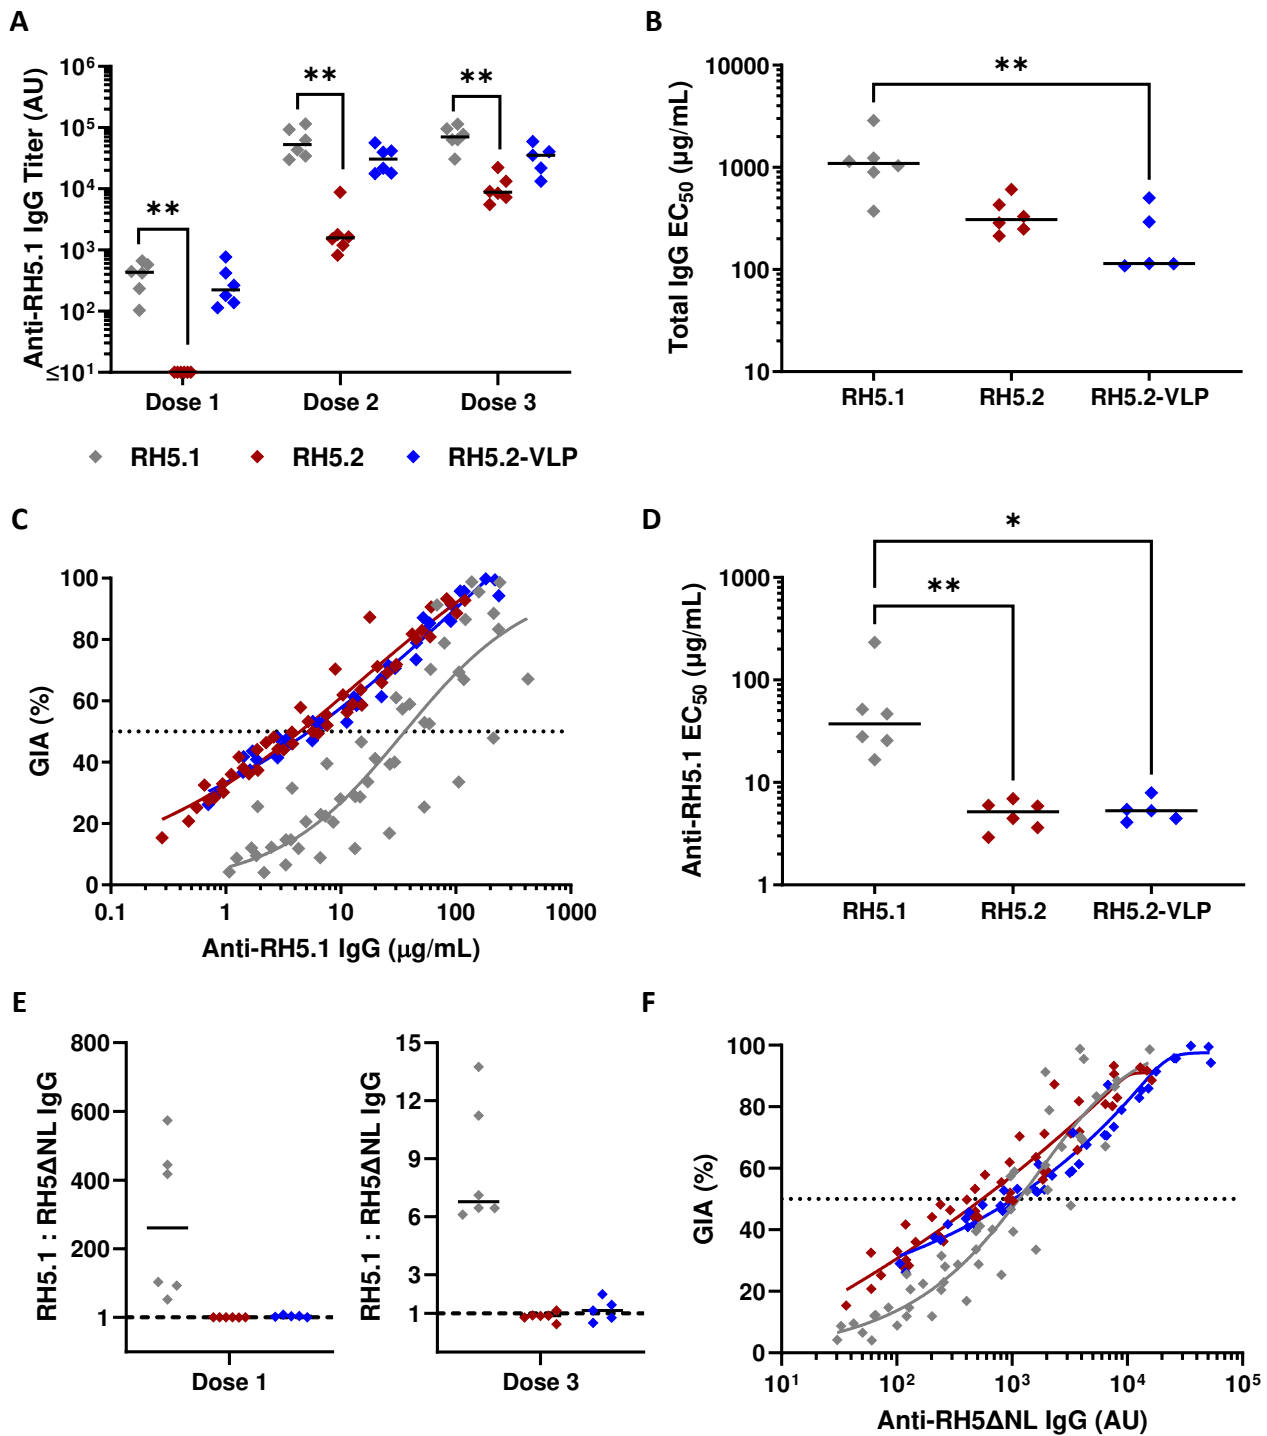 A
Anti-RH5.1 IgG Titer (AU)
10⁶
10⁵
10⁴
10³
10²
≤10¹
**
**
**
Dose 1
Dose 2
Dose 3
RH5.1
RH5.2
RH5.2-VLP
B
Total IgG EC₅₀ (µg/mL)
10000
1000
100
10
**
RH5.1
RH5.2
RH5.2-VLP
C
GIA (%)
100
80
60
40
20
0
0.1
1
10
100
1000
Anti-RH5.1 IgG (µg/mL)
D
Anti-RH5.1 EC₅₀ (µg/mL)
1000
100
10
1
*
**
RH5.1
RH5.2
RH5.2-VLP
E
RH5.1 : RH5ΔNL IgG
800
600
400
200
1
Dose 1
RH5.1 : RH5ΔNL IgG
15
12
9
6
3
1
Dose 3
F
GIA (%)
100
80
60
40
20
0
10¹
10²
10³
10⁴
10⁵
Anti-RH5ΔNL IgG (AU)